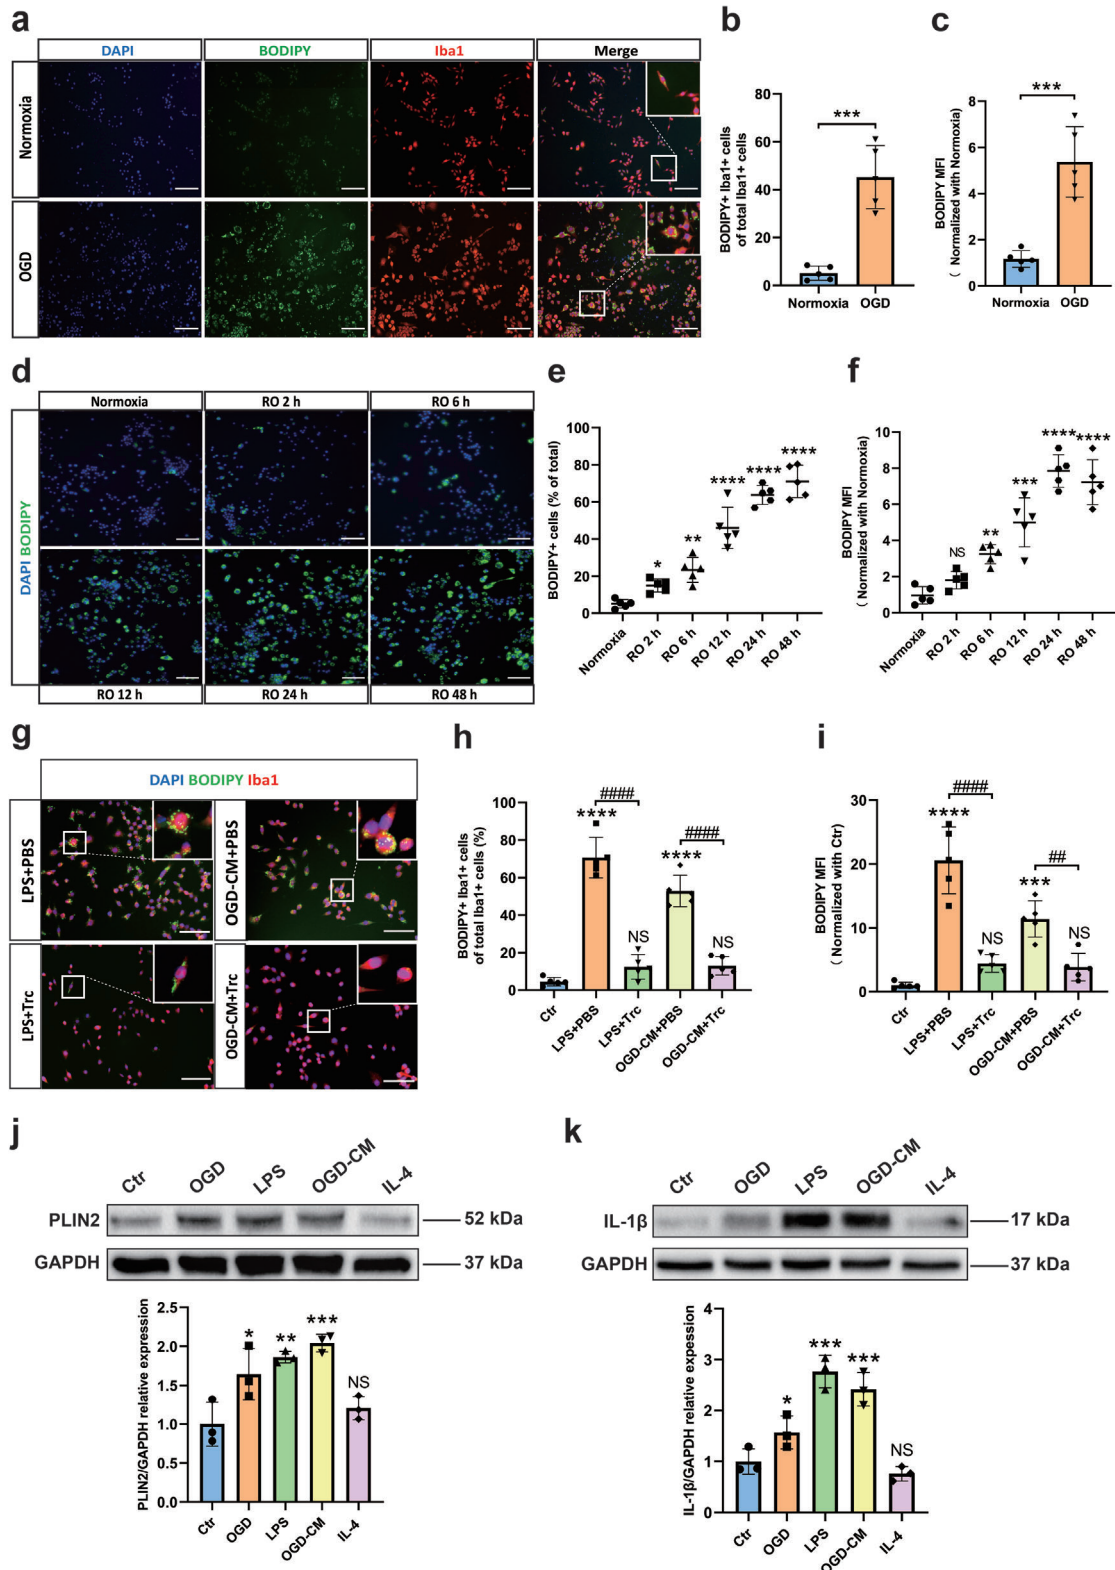 a
DAPI
BODIPY
Iba1
Merge
Normoxia
OGD
b
BODIPY+ Iba1+ cells
of total Iba1+ cells
80
60
40
20
0
***
Normoxia
OGD
c
BODIPY MFI
( Normalized with Normoxia)
8
6
4
2
0
***
Normoxia
OGD
d
DAPI BODIPY
Normoxia
RO 2 h
RO 6 h
RO 12 h
RO 24 h
RO 48 h
e
BODIPY+ cells (% of total)
100
80
60
40
20
0
*
**
****
****
****
Normoxia
RO 2 h
RO 6 h
RO 12 h
RO 24 h
RO 48 h
f
BODIPY MFI
( Normalized with Normoxia)
10
8
6
4
2
0
NS
**
***
****
****
Normoxia
RO 2 h
RO 6 h
RO 12 h
RO 24 h
RO 48 h
g
DAPI BODIPY Iba1
LPS+PBS
OGD-CM+PBS
LPS+Trc
OGD-CM+Trc
h
BODIPY+ Iba1+ cells
of total Iba1+ cells (%)
100
80
60
40
20
0
####
****
NS
####
****
NS
Ctr
LPS+PBS
LPS+Trc
OGD-CM+PBS
OGD-CM+Trc
i
BODIPY MFI
( Normalized with Ctr)
30
20
10
0
####
****
NS
##
***
NS
Ctr
LPS+PBS
LPS+Trc
OGD-CM+PBS
OGD-CM+Trc
j
Ctr
OGD
LPS
OGD-CM
IL-4
PLIN2
52 kDa
GAPDH
37 kDa
PLIN2/GAPDH relative expression
2.5
2.0
1.5
1.0
0.5
0.0
*
**
***
NS
Ctr
OGD
LPS
OGD-CM
IL-4
k
Ctr
OGD
LPS
OGD-CM
IL-4
IL-1β
17 kDa
GAPDH
37 kDa
IL-1β/GAPDH relative expession
4
3
2
1
0
*
***
***
NS
Ctr
OGD
LPS
OGD-CM
IL-4